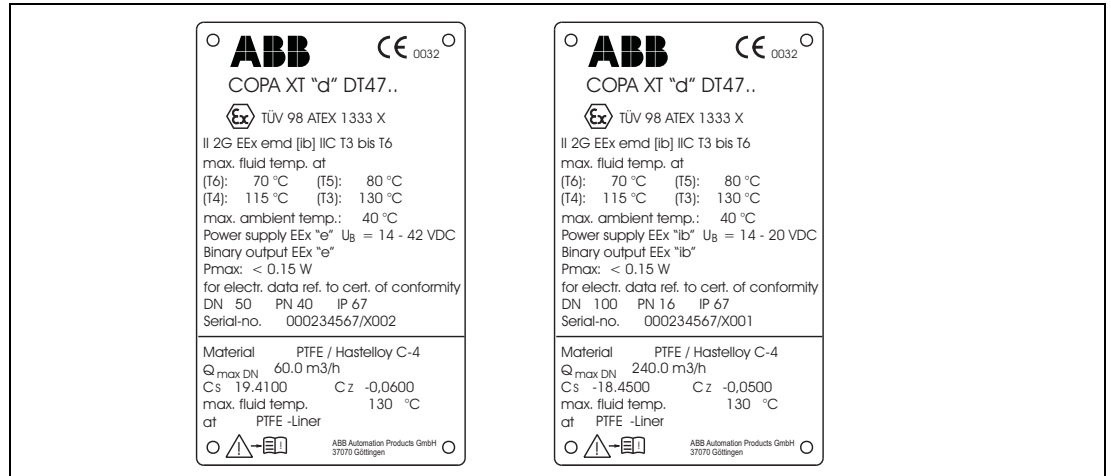 ABB CE 0032
COPA XT "d" DT47..
Ex TÜV 98 ATEX 1333 X
II 2G EEx emd [ib] IIC T3 bis T6
max. fluid temp. at
(T6): 70 °C (T5): 80 °C
(T4): 115 °C (T3): 130 °C
max. ambient temp.: 40 °C
Power supply EEx "e" UB = 14 - 42 VDC
Binary output EEx "e"
Pmax: < 0.15 W
for electr. data ref. to cert. of conformity
DN 50 PN 40 IP 67
Serial-no. 000234567/X002
Material PTFE / Hastelloy C-4
Q max DN 60.0 m3/h
Cs 19.4100 Cz -0,0600
max. fluid temp. 130 °C
at PTFE -Liner
ABB Automation Products GmbH
37070 Göttingen
ABB CE 0032
COPA XT "d" DT47..
Ex TÜV 98 ATEX 1333 X
II 2G EEx emd [ib] IIC T3 bis T6
max. fluid temp. at
(T6): 70 °C (T5): 80 °C
(T4): 115 °C (T3): 130 °C
max. ambient temp.: 40 °C
Power supply EEx "ib" UB = 14 - 20 VDC
Binary output EEx "ib"
Pmax: < 0.15 W
for electr. data ref. to cert. of conformity
DN 100 PN 16 IP 67
Serial-no. 000234567/X001
Material PTFE / Hastelloy C-4
Q max DN 240.0 m3/h
Cs -18.4500 Cz -0,0500
max. fluid temp. 130 °C
at PTFE -Liner
ABB Automation Products GmbH
37070 Göttingen